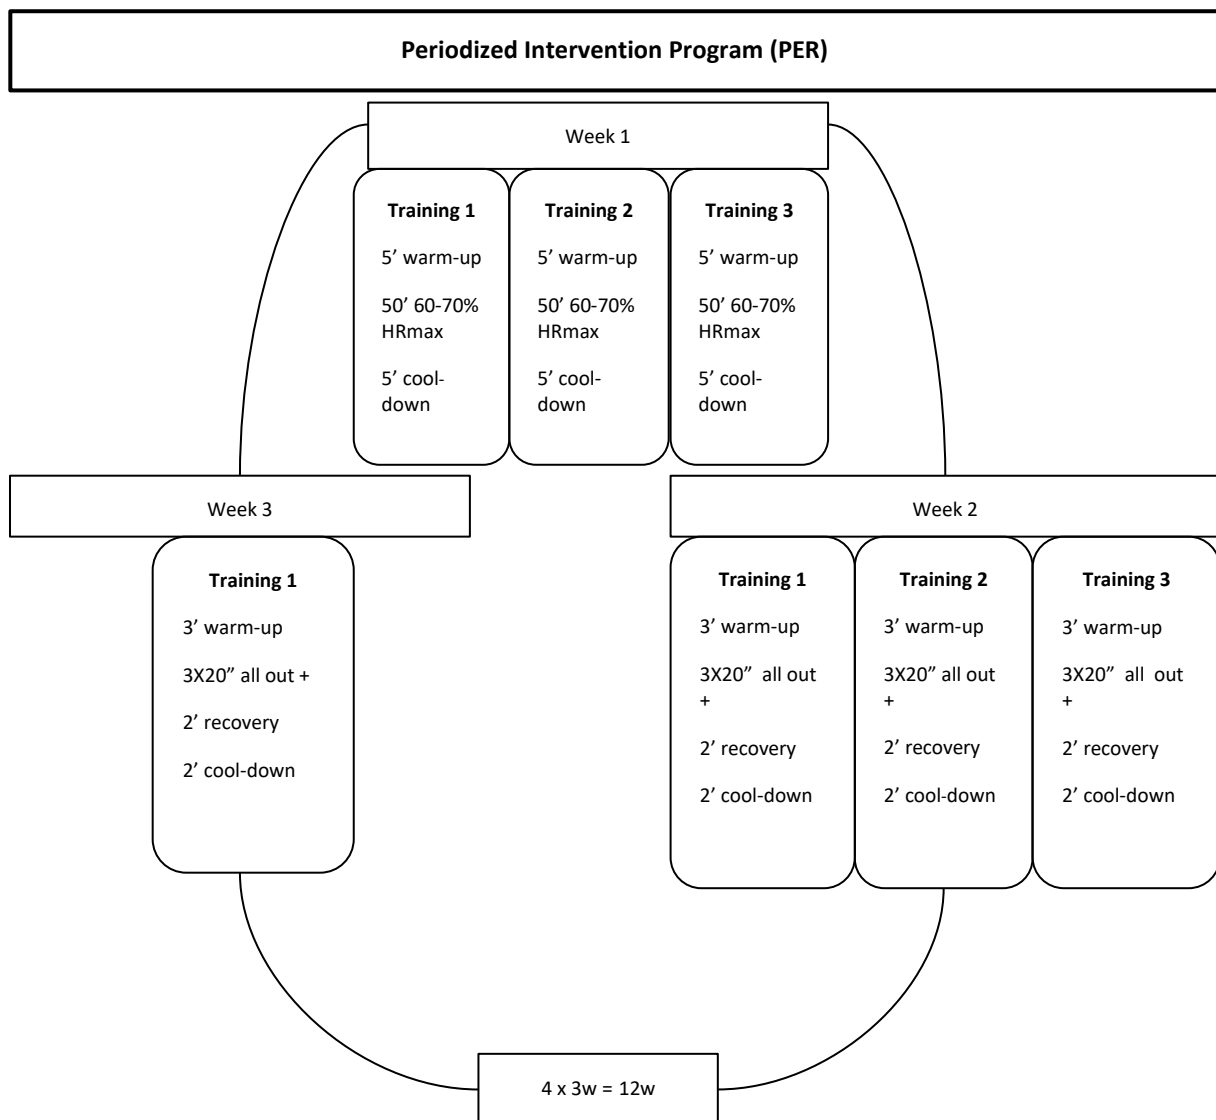 Periodized Intervention Program (PER)
Week 1
Training 1
5’ warm-up
50’ 60-70%
HRmax
5’ cool-
down
Training 2
5’ warm-up
50’ 60-70%
HRmax
5’ cool-
down
Training 3
5’ warm-up
50’ 60-70%
HRmax
5’ cool-
down
Week 3
Training 1
3’ warm-up
3X20” all out +
2’ recovery
2’ cool-down
Week 2
Training 1
3’ warm-up
3X20” all out
+
2’ recovery
2’ cool-down
Training 2
3’ warm-up
3X20” all out
+
2’ recovery
2’ cool-down
Training 3
3’ warm-up
3X20” all out
+
2’ recovery
2’ cool-down
4 x 3w = 12w